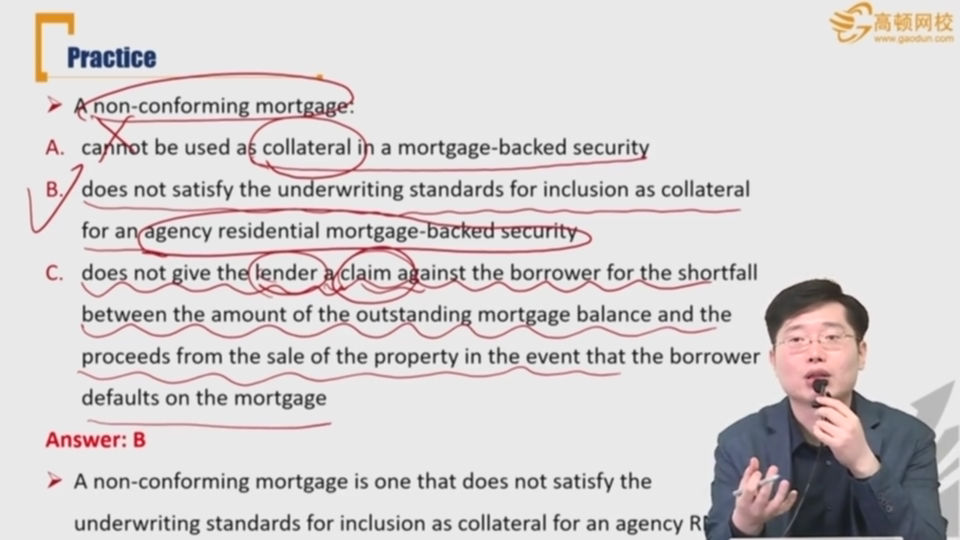 高顿网校
www.gaodun.com
Practice
A non-conforming mortgage:
A. cannot be used as collateral in a mortgage-backed security
B. does not satisfy the underwriting standards for inclusion as collateral
for an agency residential mortgage-backed security
C. does not give the lender a claim against the borrower for the shortfall
between the amount of the outstanding mortgage balance and the
proceeds from the sale of the property in the event that the borrower
defaults on the mortgage
Answer: B
A non-conforming mortgage is one that does not satisfy the
underwriting standards for inclusion as collateral for an agency